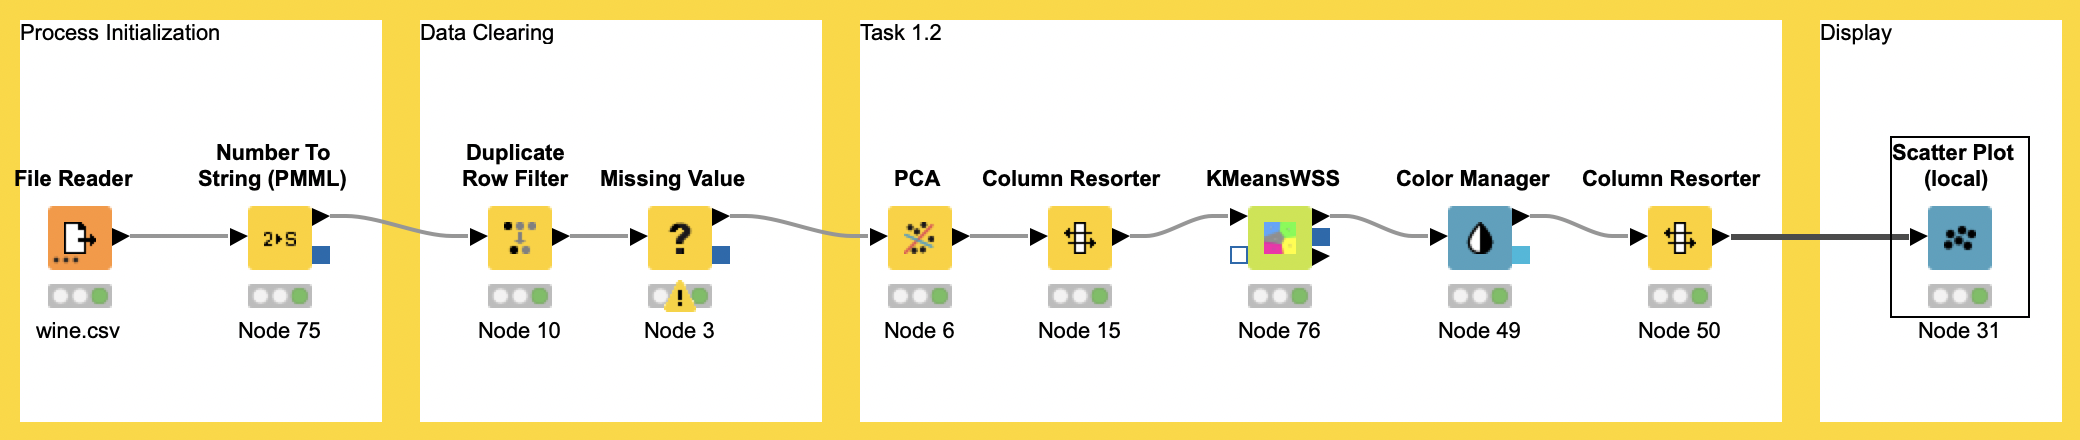 Process Initialization
Data Clearing
Task 1.2
Display
File Reader
Number To
String (PMML)
Duplicate
Row Filter
Missing Value
PCA
Column Resorter
KMeansWSS
Color Manager
Column Resorter
Scatter Plot
(local)
2▸S
?
!
wine.csv
Node 75
Node 10
Node 3
Node 6
Node 15
Node 76
Node 49
Node 50
Node 31